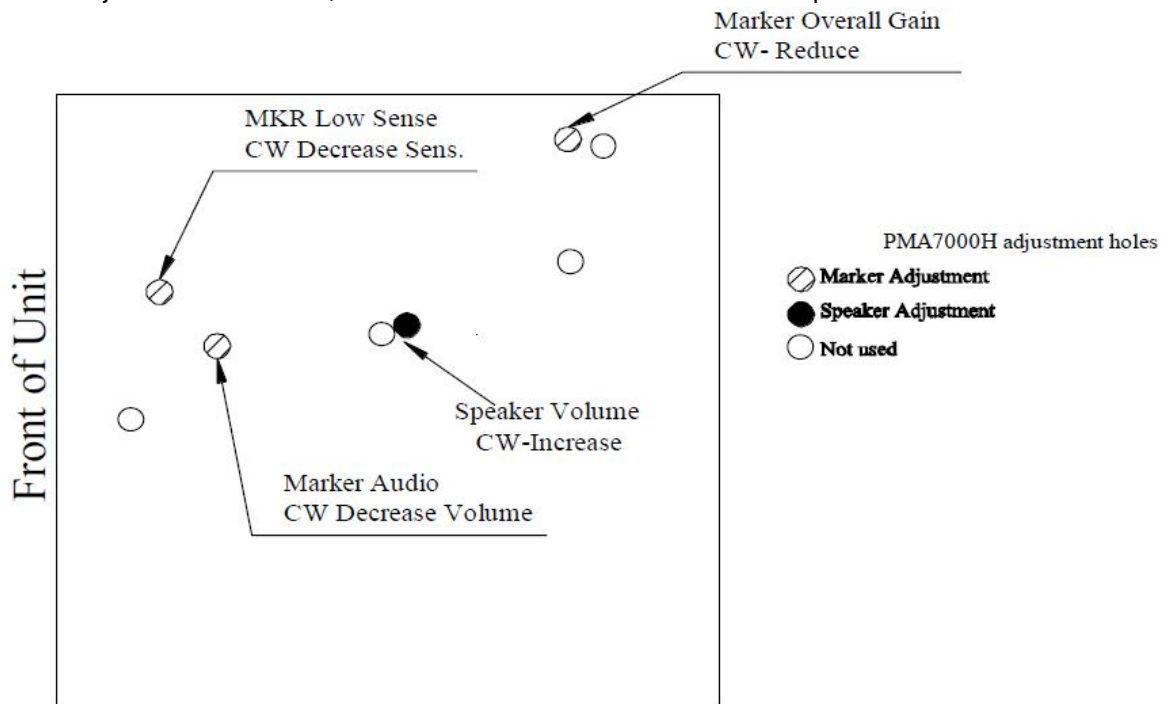 Marker Overall Gain
CW- Reduce
MKR Low Sense
CW Decrease Sens.
PMA7000H adjustment holes
Marker Adjustment
Speaker Adjustment
Not used
Front of Unit
Speaker Volume
CW-Increase
Marker Audio
CW Decrease Volume